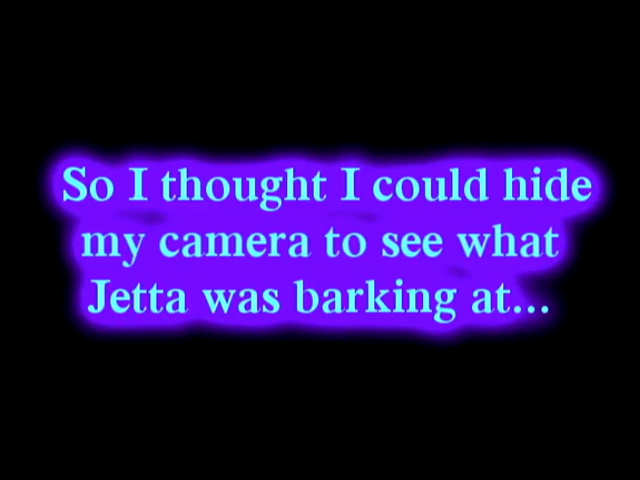 So I thought I could hide
my camera to see what
Jetta was barking at...